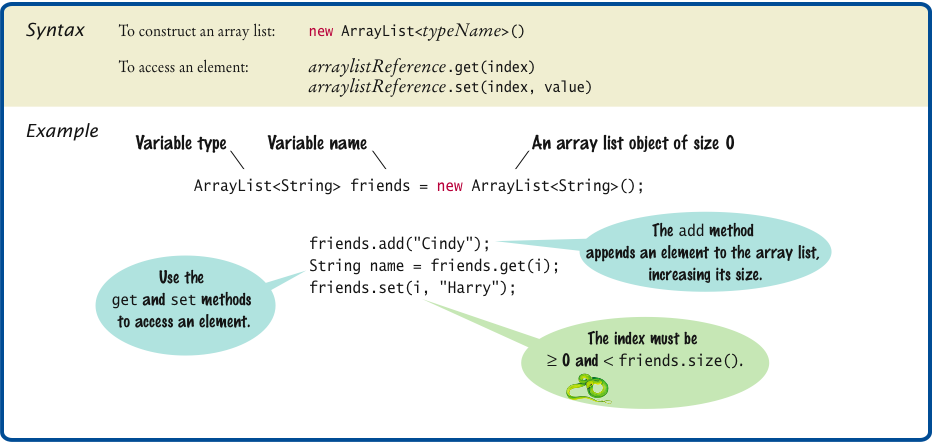 Syntax To construct an array list: new ArrayList<typeName>()
To access an element: arraylistReference.get(index)
arraylistReference.set(index, value)
Example
Variable type Variable name An array list object of size 0
ArrayList<String> friends = new ArrayList<String>();
friends.add("Cindy");
String name = friends.get(i);
friends.set(i, "Harry");
The add method
appends an element to the array list,
increasing its size.
Use the
get and set methods
to access an element.
The index must be
≥ 0 and < friends.size().